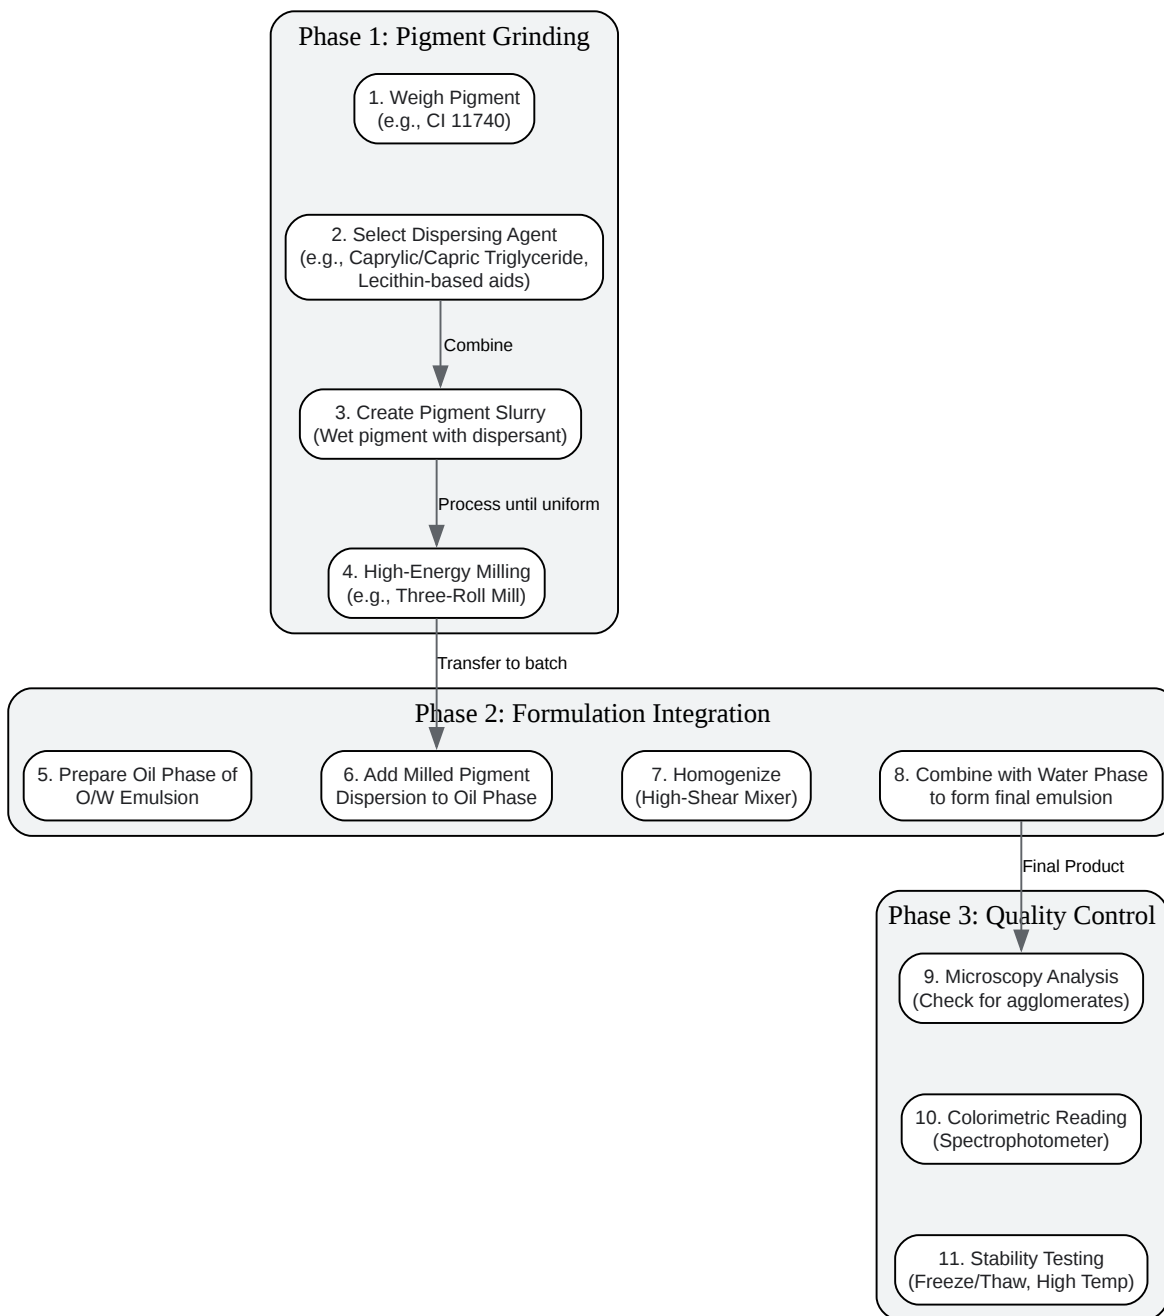 Phase 1: Pigment Grinding
1. Weigh Pigment
(e.g., CI 11740)
2. Select Dispersing Agent
(e.g., Caprylic/Capric Triglyceride,
Lecithin-based aids)
Combine
3. Create Pigment Slurry
(Wet pigment with dispersant)
Process until uniform
4. High-Energy Milling
(e.g., Three-Roll Mill)
Transfer to batch
Phase 2: Formulation Integration
5. Prepare Oil Phase of
O/W Emulsion
6. Add Milled Pigment
Dispersion to Oil Phase
7. Homogenize
(High-Shear Mixer)
8. Combine with Water Phase
to form final emulsion
Final Product
Phase 3: Quality Control
9. Microscopy Analysis
(Check for agglomerates)
10. Colorimetric Reading
(Spectrophotometer)
11. Stability Testing
(Freeze/Thaw, High Temp)